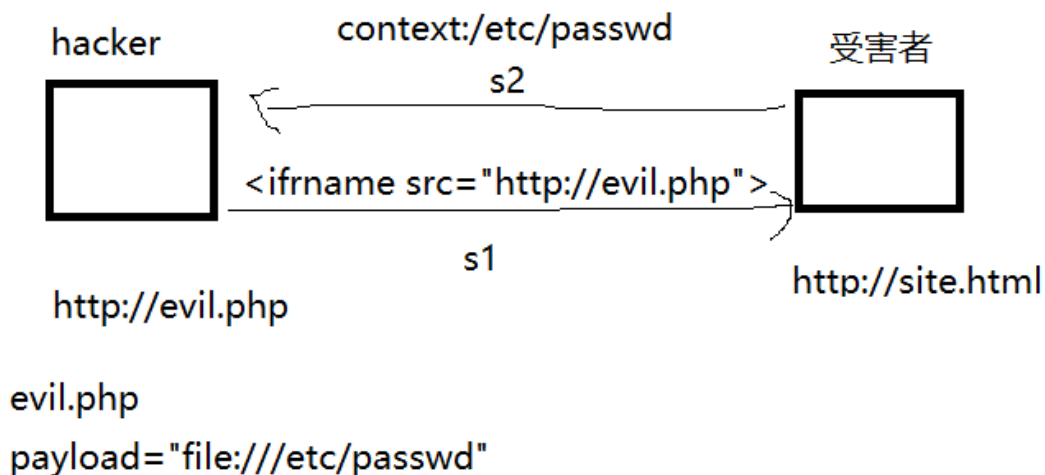 hacker
context:/etc/passwd
受害者
s2
<ifrname src="http://evil.php">
s1
http://evil.php
http://site.html
evil.php
payload="file:///etc/passwd"